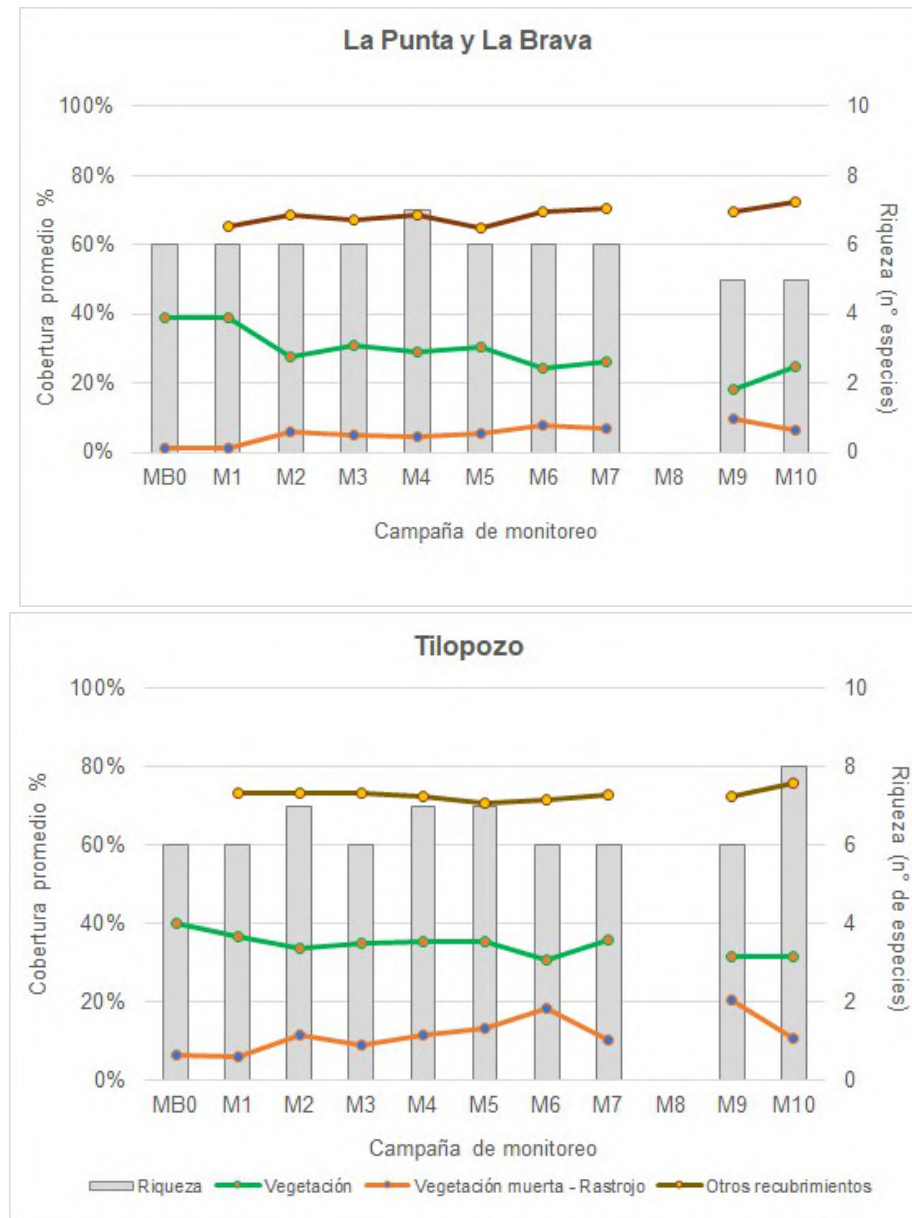 La Punta y La Brava
100%
80%
60%
40%
20%
0%
Cobertura promedio %
10
8
6
4
2
0
Riqueza (n° especies)
MB0 M1 M2 M3 M4 M5 M6 M7 M8 M9 M10
Campaña de monitoreo
Tilopozo
100%
80%
60%
40%
20%
0%
Cobertura promedio %
10
8
6
4
2
0
Riqueza (n° de especies)
MB0 M1 M2 M3 M4 M5 M6 M7 M8 M9 M10
Campaña de monitoreo
Riqueza Vegetación Vegetación muerta - Rastrojo Otros recubrimientos